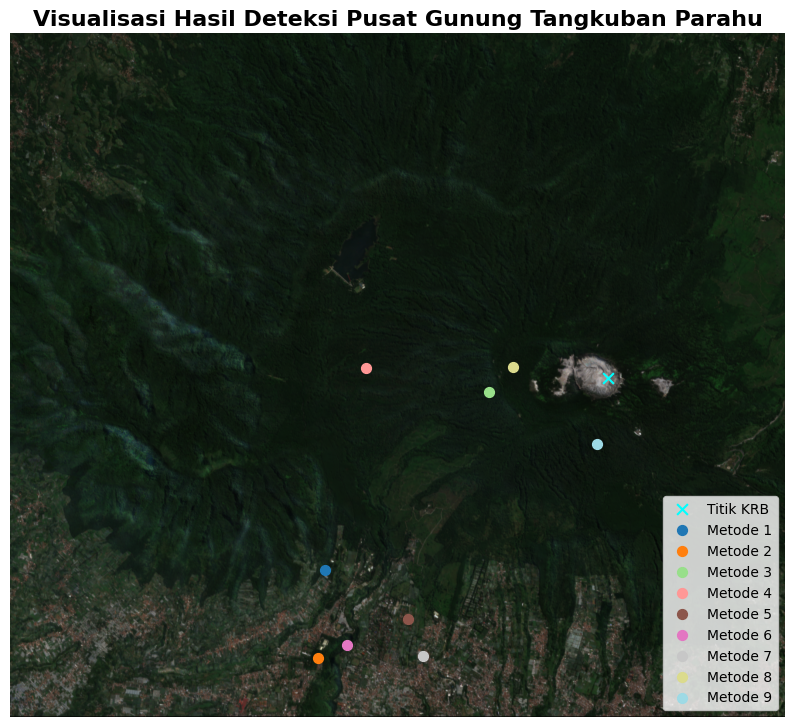 Visualisasi Hasil Deteksi Pusat Gunung Tangkuban Parahu
Titik KRB
Metode 1
Metode 2
Metode 3
Metode 4
Metode 5
Metode 6
Metode 7
Metode 8
Metode 9